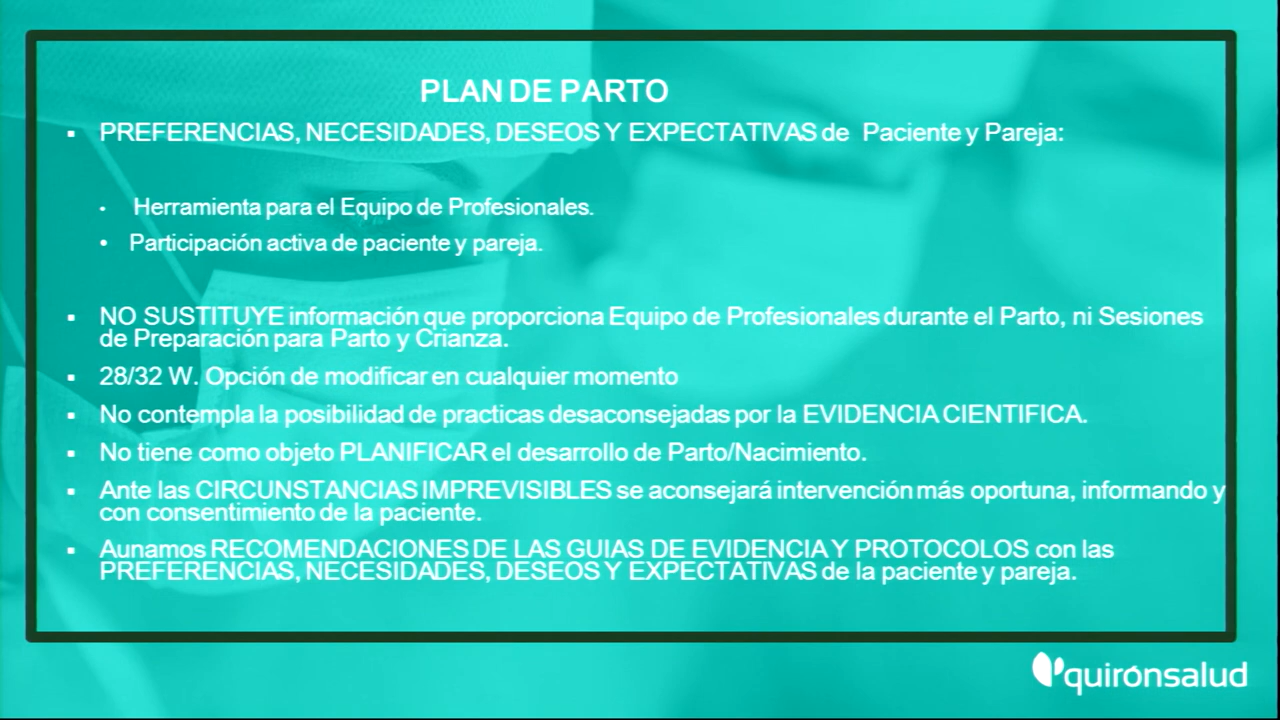 PLAN DE PARTO
▪ PREFERENCIAS, NECESIDADES, DESEOS Y EXPECTATIVAS de Paciente y Pareja:
• Herramienta para el Equipo de Profesionales.
• Participación activa de paciente y pareja.
▪ NO SUSTITUYE información que proporciona Equipo de Profesionales durante el Parto, ni Sesiones
de Preparación para Parto y Crianza.
▪ 28/32 W. Opción de modificar en cualquier momento
▪ No contempla la posibilidad de practicas desaconsejadas por la EVIDENCIA CIENTIFICA.
▪ No tiene como objeto PLANIFICAR el desarrollo de Parto/Nacimiento.
▪ Ante las CIRCUNSTANCIAS IMPREVISIBLES se aconsejará intervención más oportuna, informando y
con consentimiento de la paciente.
▪ Aunamos RECOMENDACIONES DE LAS GUIAS DE EVIDENCIA Y PROTOCOLOS con las
PREFERENCIAS, NECESIDADES, DESEOS Y EXPECTATIVAS de la paciente y pareja.
quirónsalud